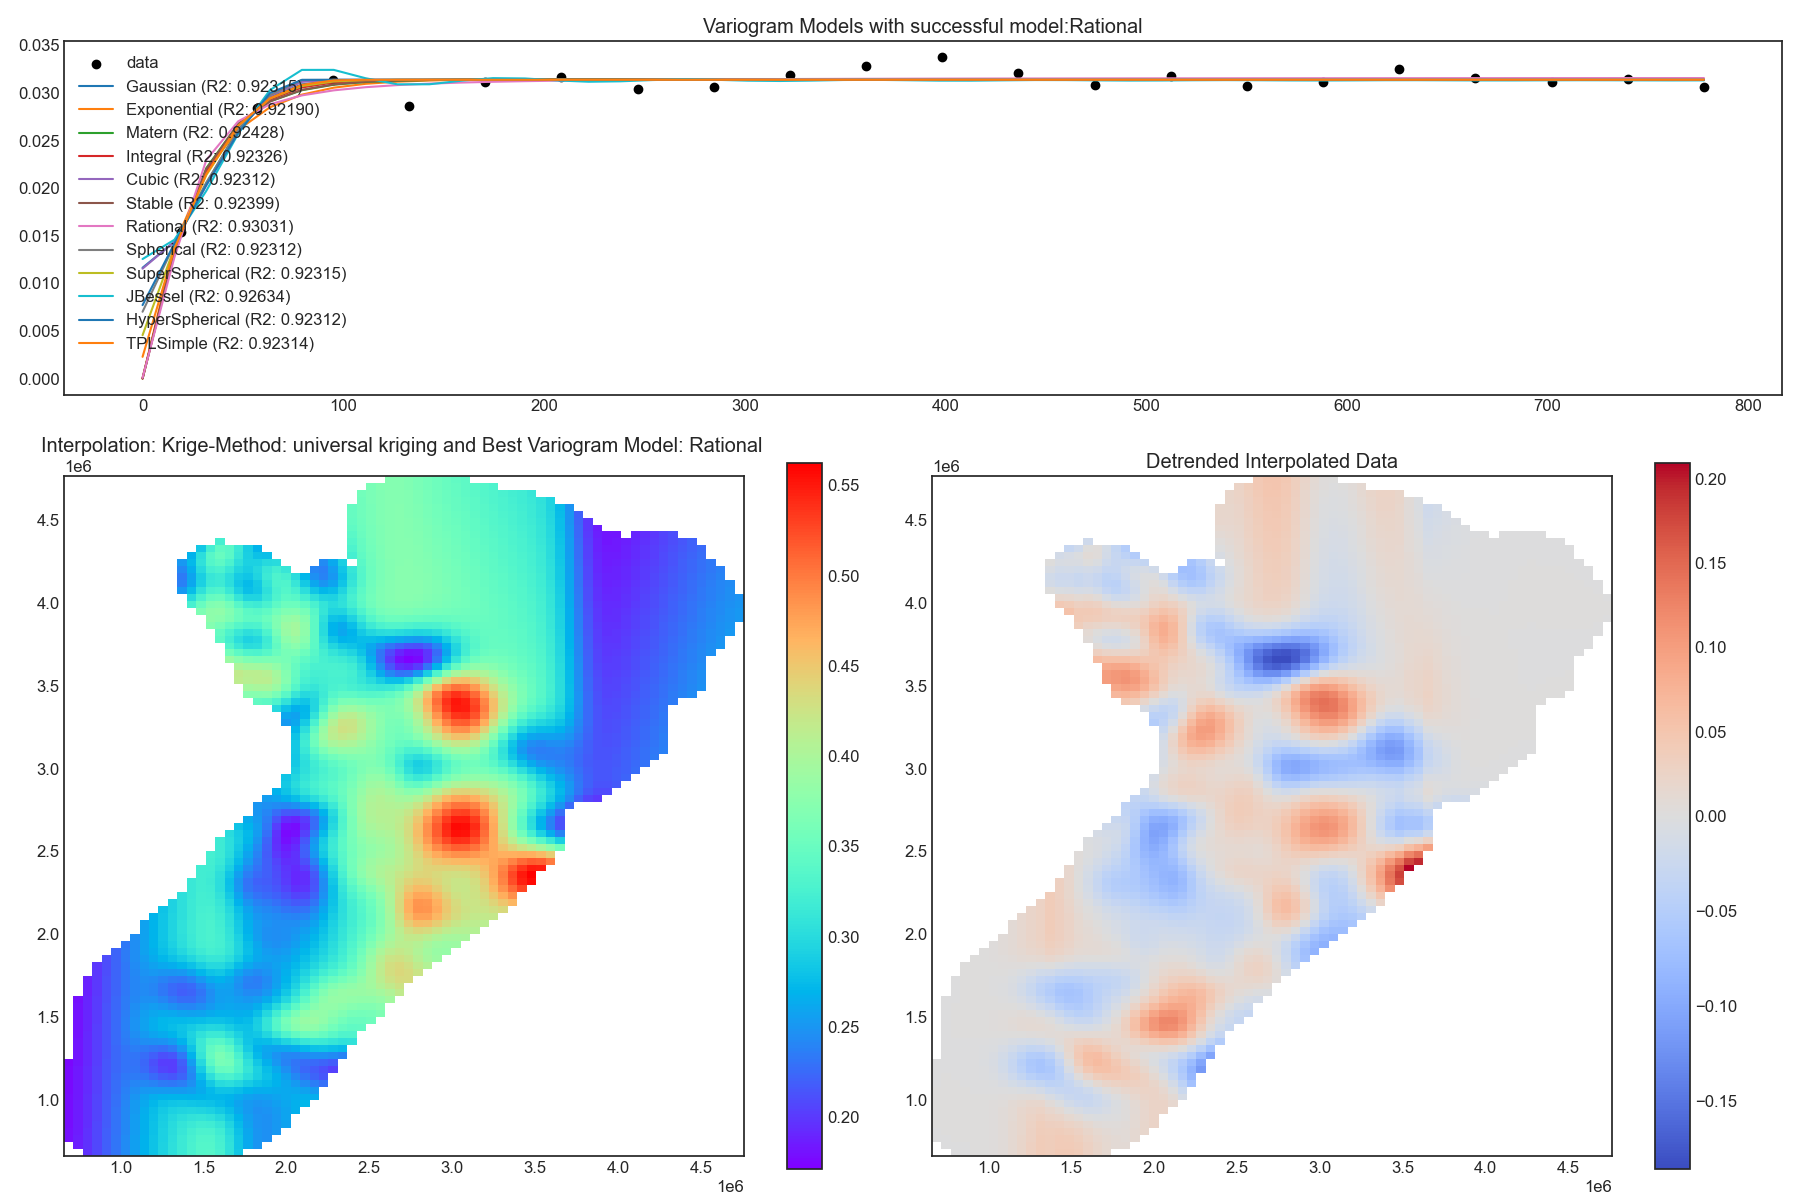 Variogram Models with successful model:Rational
0.035
0.030
0.025
0.020
0.015
0.010
0.005
0.000
data
Gaussian (R2: 0.92315)
Exponential (R2: 0.92190)
Matern (R2: 0.92428)
Integral (R2: 0.92326)
Cubic (R2: 0.92312)
Stable (R2: 0.92399)
Rational (R2: 0.93031)
Spherical (R2: 0.92312)
SuperSpherical (R2: 0.92315)
JBessel (R2: 0.92634)
HyperSpherical (R2: 0.92312)
TPLSimple (R2: 0.92314)
0 100 200 300 400 500 600 700 800
Interpolation: Krige-Method: universal kriging and Best Variogram Model: Rational
1e6
4.5
4.0
3.5
3.0
2.5
2.0
1.5
1.0
1.0 1.5 2.0 2.5 3.0 3.5 4.0 4.5
1e6
0.55
0.50
0.45
0.40
0.35
0.30
0.25
0.20
Detrended Interpolated Data
1e6
4.5
4.0
3.5
3.0
2.5
2.0
1.5
1.0
1.0 1.5 2.0 2.5 3.0 3.5 4.0 4.5
1e6
0.20
0.15
0.10
0.05
0.00
−0.05
−0.10
−0.15